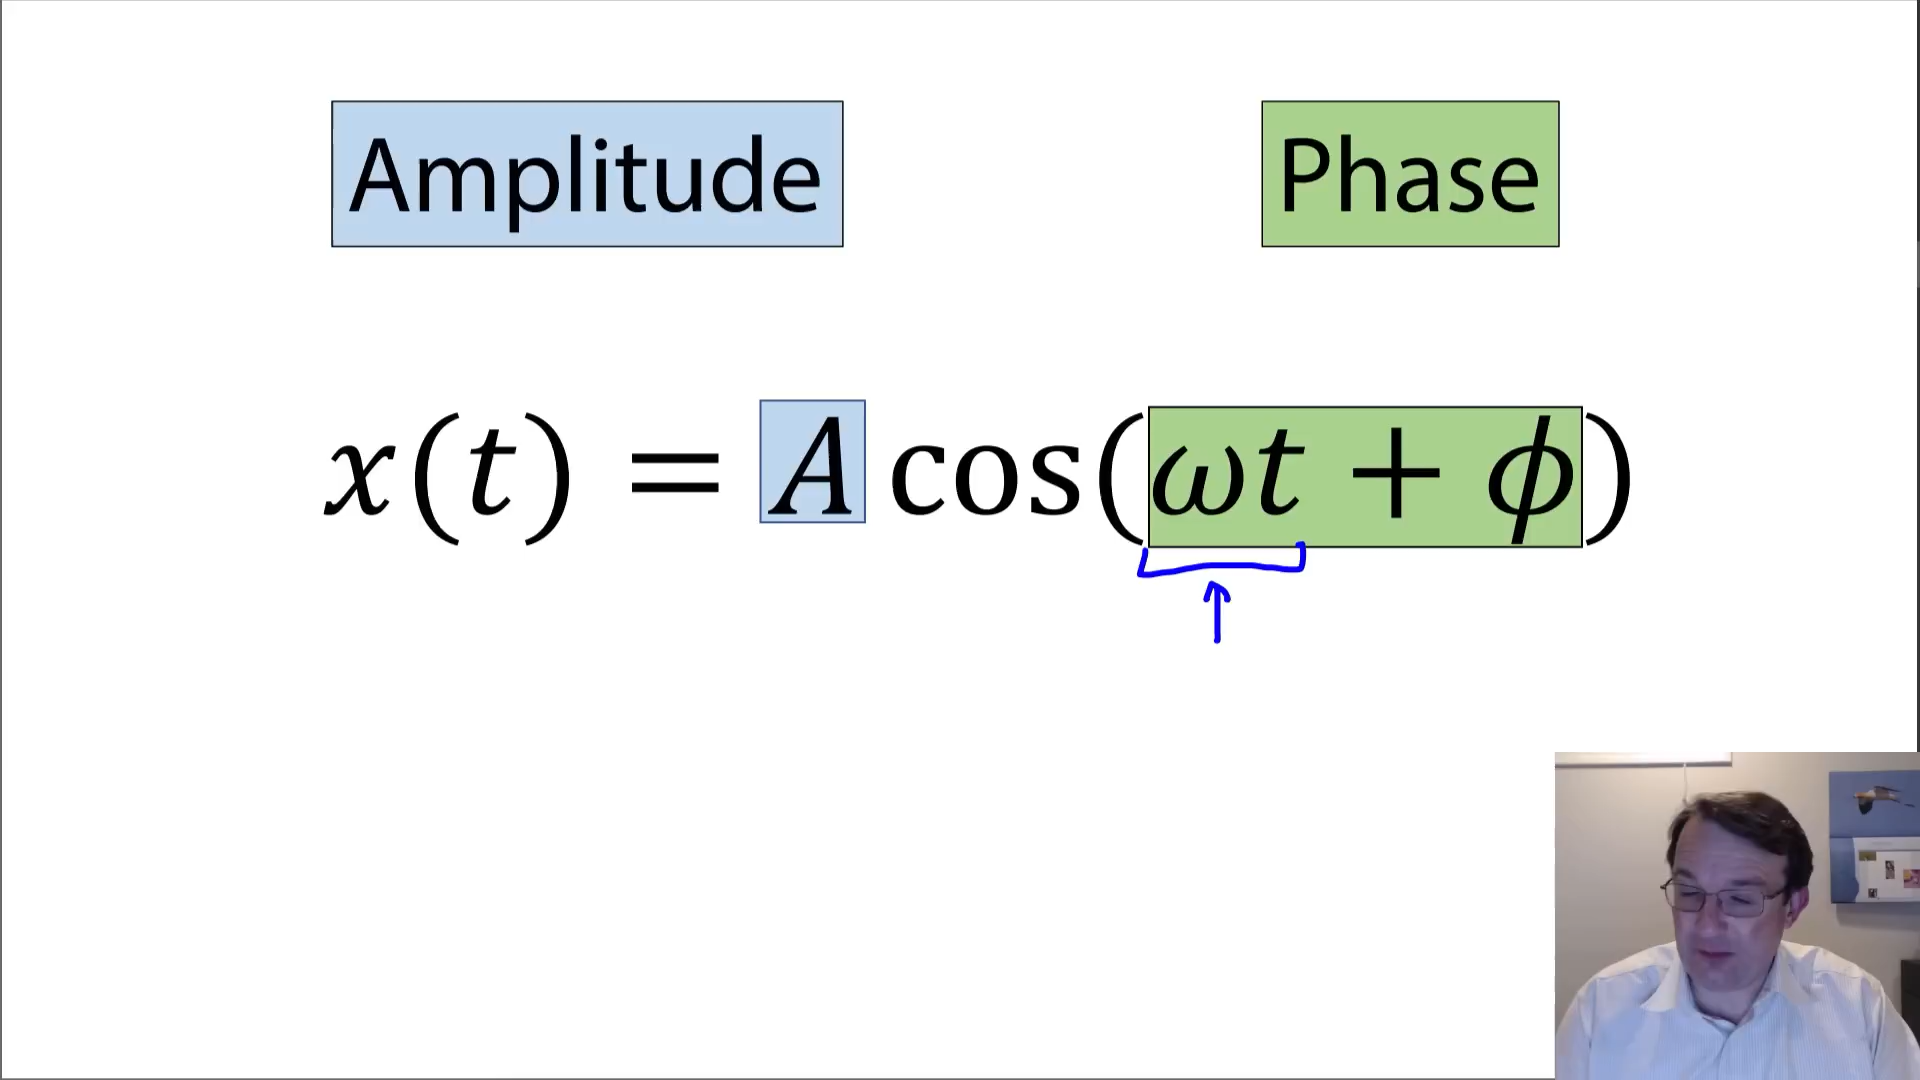 Amplitude Phase
x(t) = A cos(ωt + ϕ)